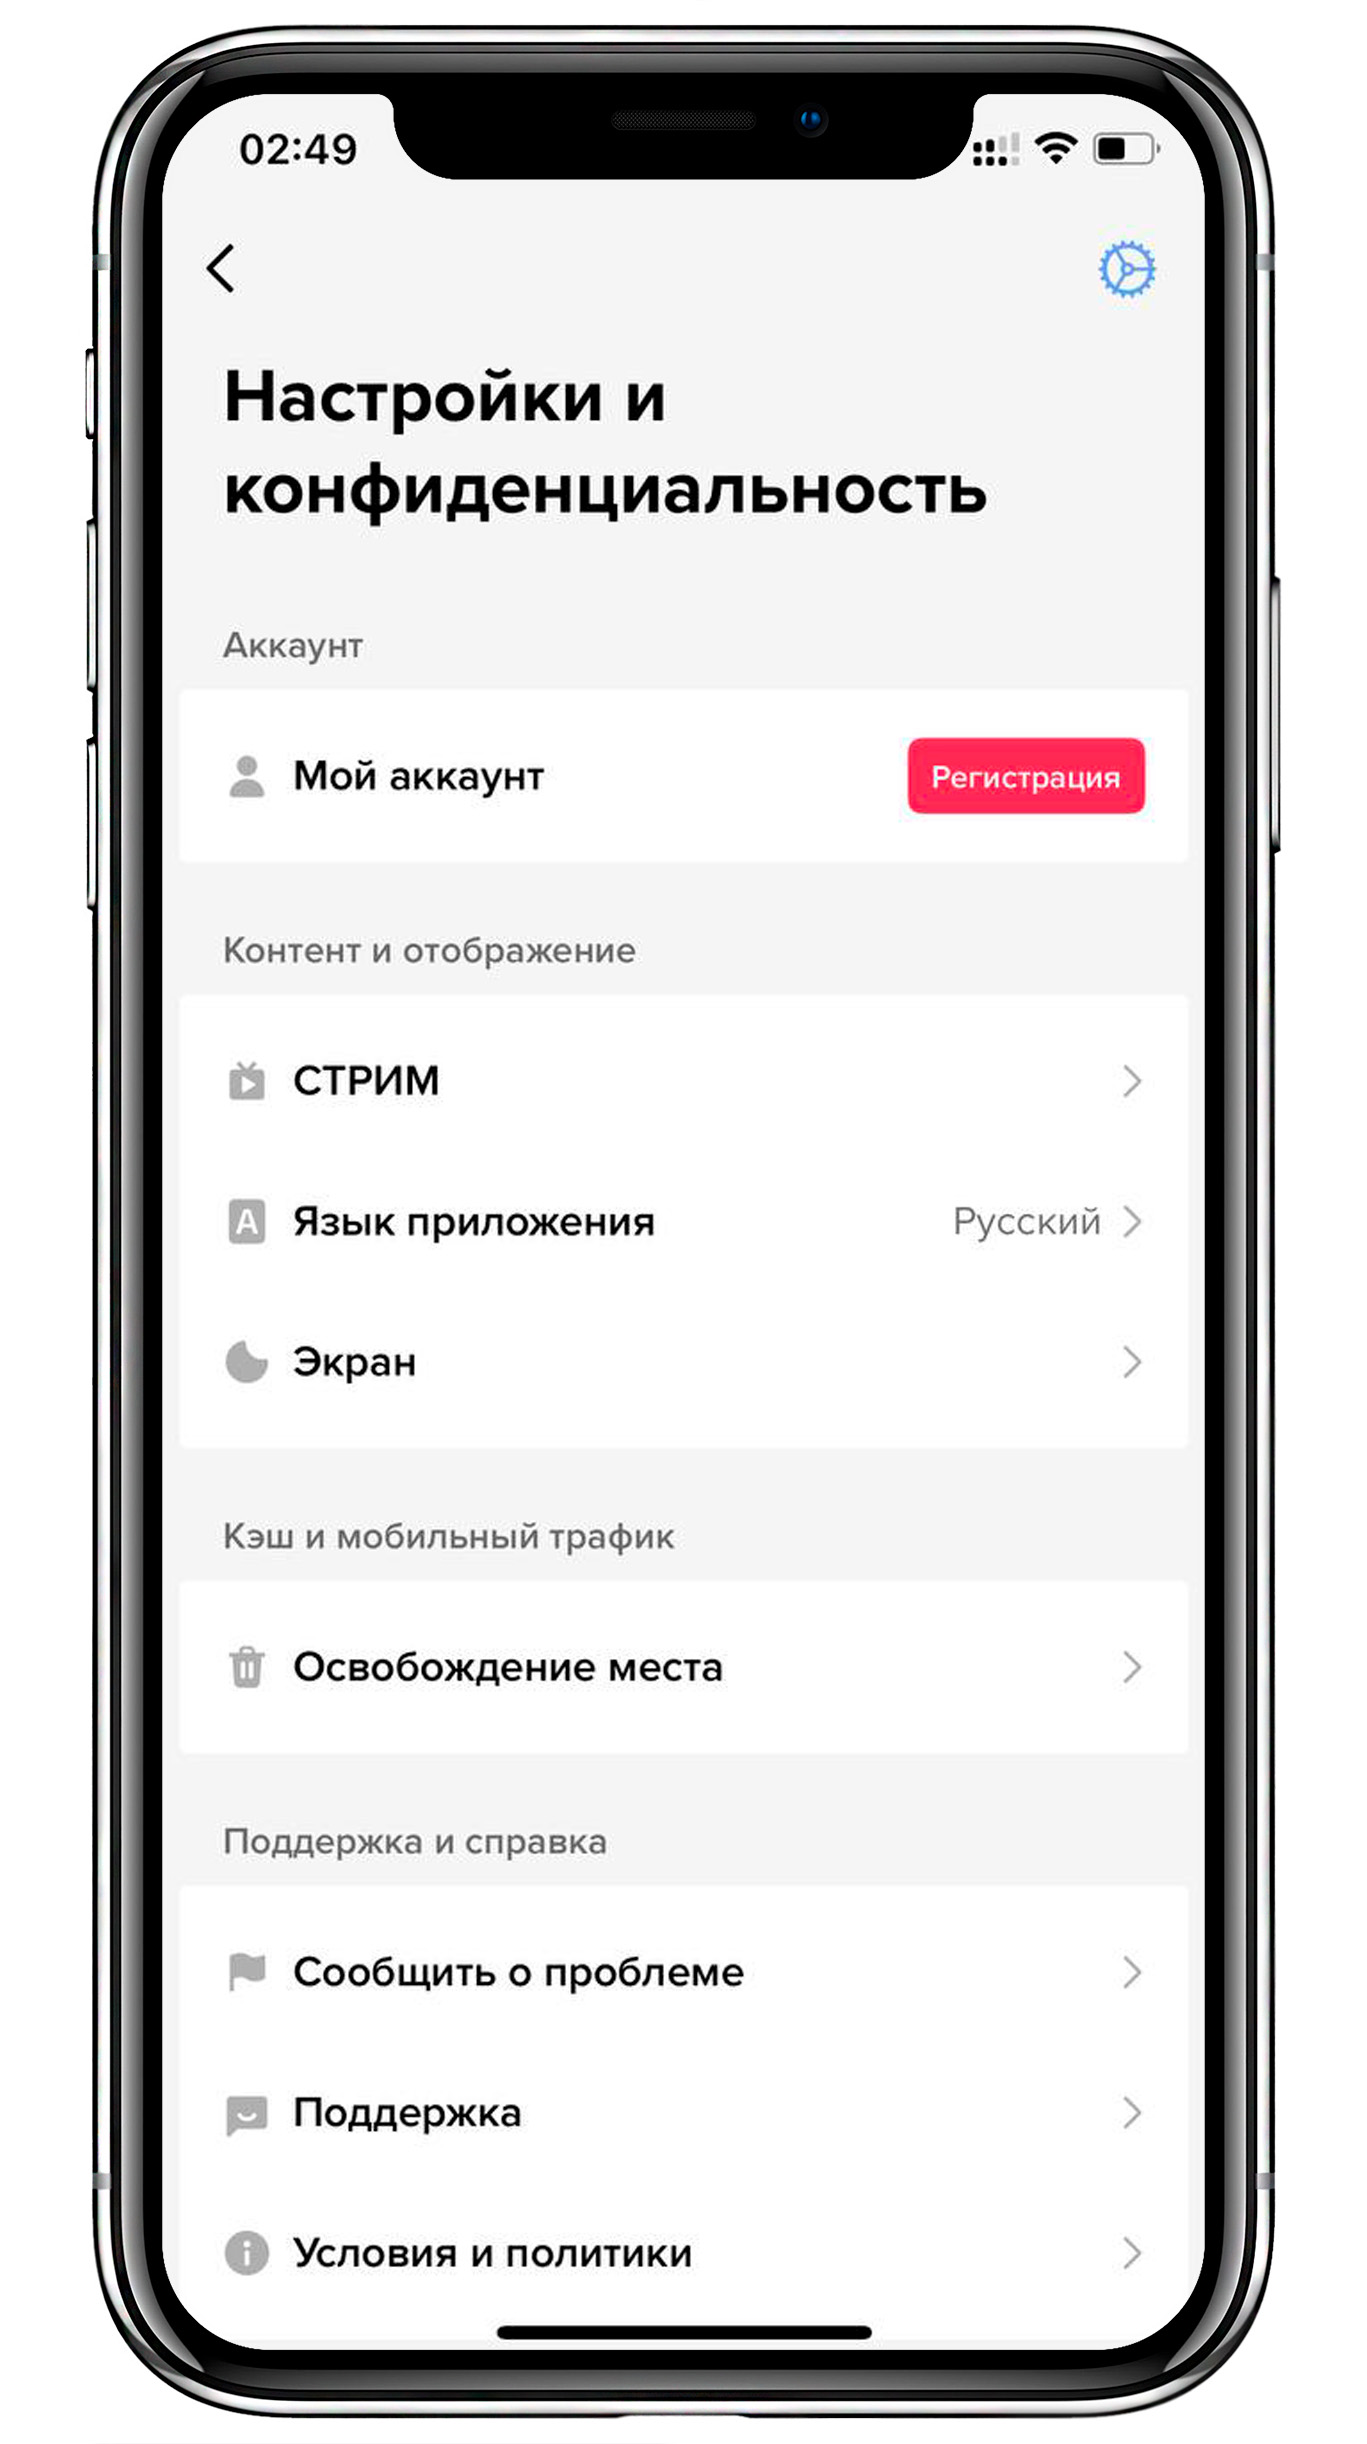 02:49
Настройки и
конфиденциальность
Аккаунт
Мой аккаунт
Регистрация
Контент и отображение
СТРИМ
Язык приложения
Русский
Экран
Кэш и мобильный трафик
Освобождение места
Поддержка и справка
Сообщить о проблеме
Поддержка
Условия и политики